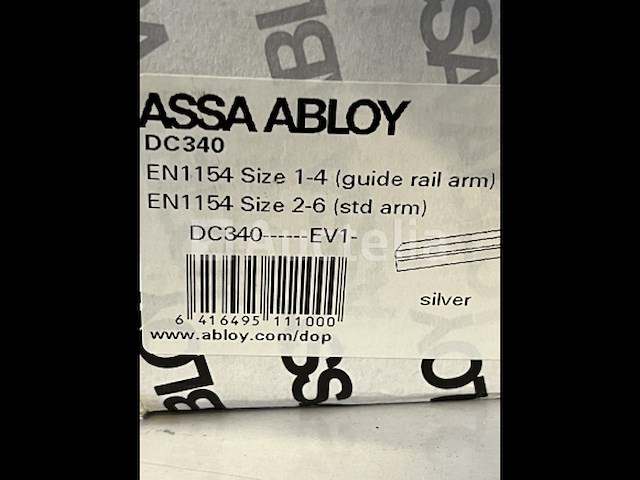 ASSA ABLOY
DC340
EN1154 Size 1-4 (guide rail arm)
EN1154 Size 2-6 (std arm)
DC340------EV1-
Auctelia
silver
6 416495 111000
www.abloy.com/dop